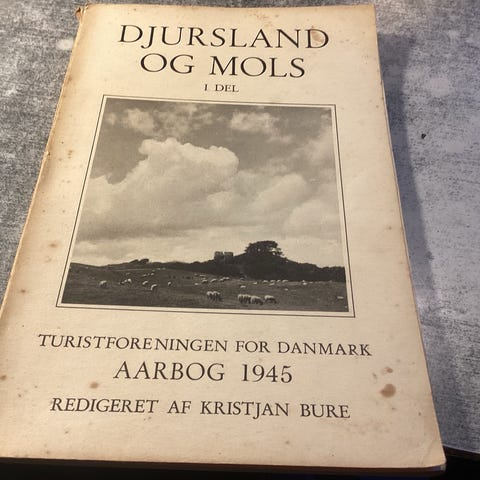 DJURSLAND
OG MOLS
I DEL
TURISTFORENINGEN FOR DANMARK
AARBOG 1945
REDIGERET AF KRISTJAN BURE